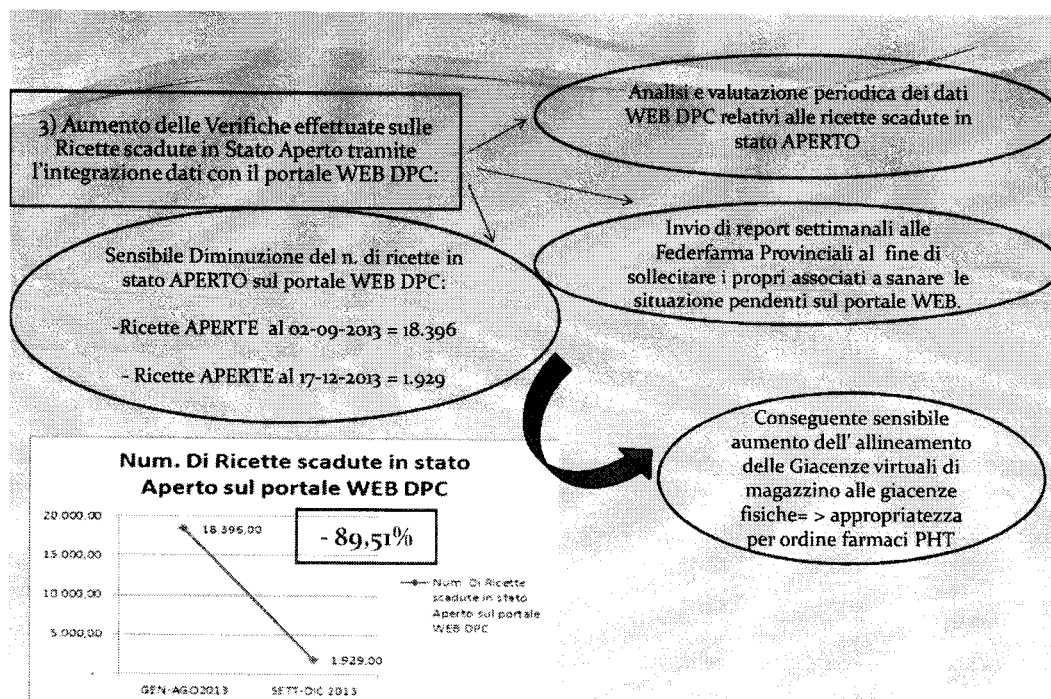 3) Aumento delle Verifiche effettuate sulle
Ricette scadute in Stato Aperto tramite
l'integrazione dati con il portale WEB DPC:
Analisi e valutazione periodica dei dati
WEB DPC relativi alle ricette scadute in
stato APERTO
Invio di report settimanali alle
Federfarma Provinciali al fine di
sollecitare i propri associati a sanare le
situazione pendenti sul portale WEB.
Sensibile Diminuzione del n. di ricette in
stato APERTO sul portale WEB DPC:
-Ricette APERTE al 02-09-2013 = 18.396
- Ricette APERTE al 17-12-2013 = 1.929
Conseguente sensibile
aumento dell' allineamento
delle Giacenze virtuali di
magazzino alle giacenze
fisiche= > appropriatezza
per ordine farmaci PHT
Num. Di Ricette scadute in stato
Aperto sul portale WEB DPC
20 000,00
15 000,00
10 000,00
5 000,00
18 396,00
- 89,51%
1.929,00
Num. Di Ricette
scadute in stato
Aperto sul portale
WEB DPC
GEN-AGO2013
SETT-DIC 2013